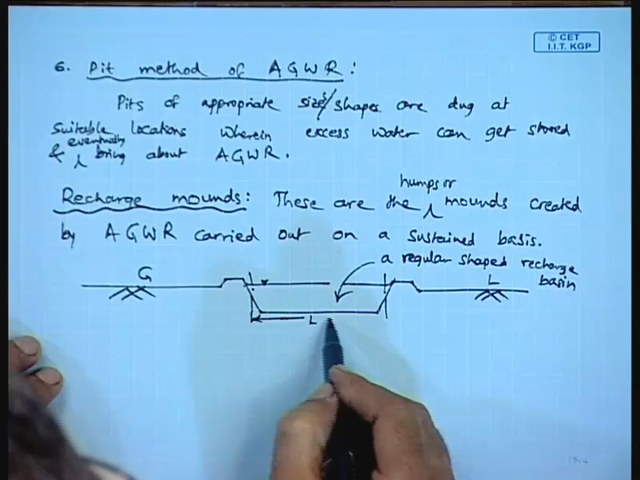 © CET
I.I.T. KGP
6. Pit method of AGWR:
Pits of appropriate sizes/shapes are dug at
suitable locations wherein excess water can get stored
& eventually bring about AGWR.
Recharge mounds: These are the humps or mounds created
by AGWR carried out on a sustained basis.
a regular shaped recharge
basin
G
L
L